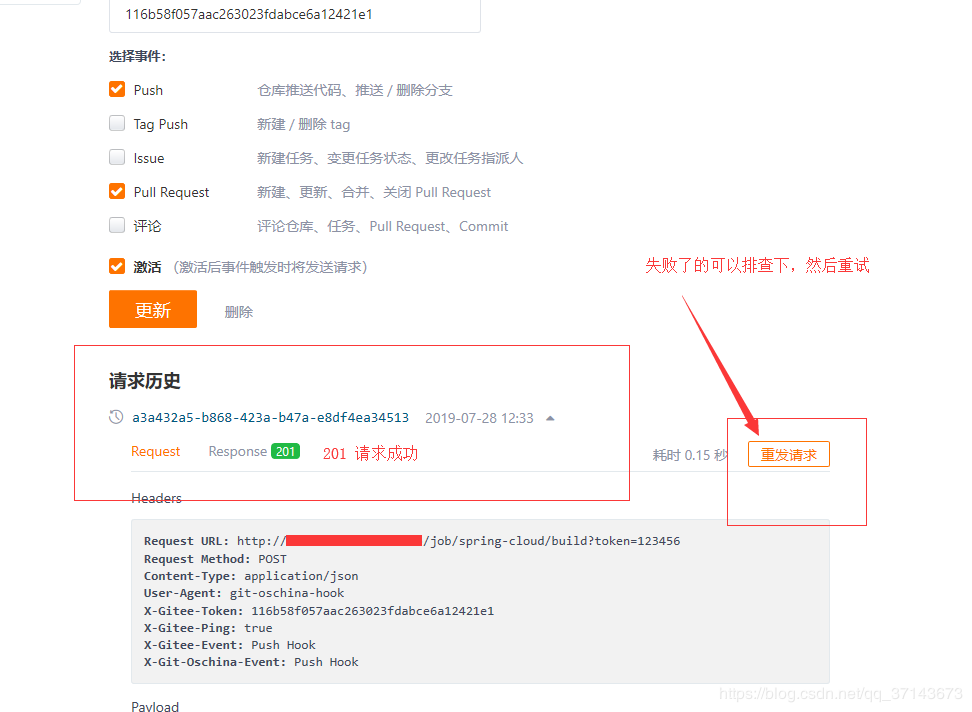 116b58f057aac263023fdabce6a12421e1
选择事件:
Push 仓库推送代码、推送 / 删除分支
Tag Push 新建 / 删除 tag
Issue 新建任务、变更任务状态、更改任务指派人
Pull Request 新建、更新、合并、关闭 Pull Request
评论 评论仓库、任务、Pull Request、Commit
激活 (激活后事件触发时将发送请求)
失败了的可以排查下，然后重试
更新 删除
请求历史
a3a432a5-b868-423a-b47a-e8df4ea34513 2019-07-28 12:33
Request Response 201 201 请求成功 耗时 0.15 秒 重发请求
Headers
Request URL: http:// /job/spring-cloud/build?token=123456
Request Method: POST
Content-Type: application/json
User-Agent: git-oschina-hook
X-Gitee-Token: 116b58f057aac263023fdabce6a12421e1
X-Gitee-Ping: true
X-Gitee-Event: Push Hook
X-Git-Oschina-Event: Push Hook
https://blog.csdn.net/qq_37143673
Payload